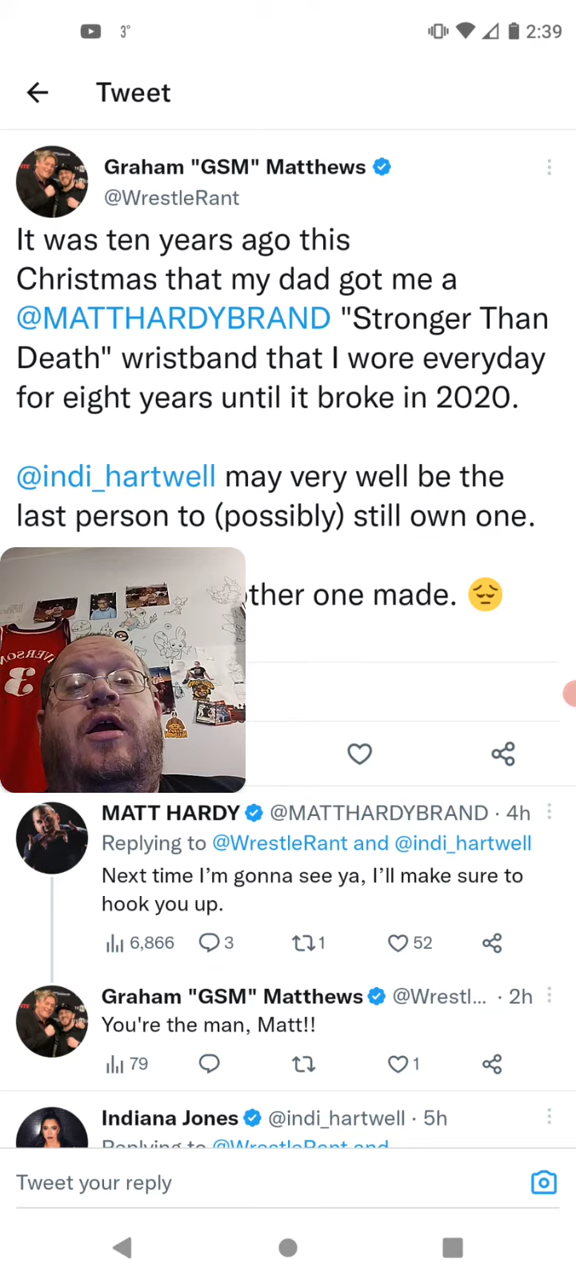 3°
2:39
Tweet
Graham "GSM" Matthews
@WrestleRant
It was ten years ago this
Christmas that my dad got me a
@MATTHARDYBRAND "Stronger Than
Death" wristband that I wore everyday
for eight years until it broke in 2020.
@indi_hartwell may very well be the
last person to (possibly) still own one.
ther one made. 😔
3
MATT HARDY @MATTHARDYBRAND · 4h
Replying to @WrestleRant and @indi_hartwell
Next time I’m gonna see ya, I’ll make sure to
hook you up.
6,866 3 1 52
Graham "GSM" Matthews @Wrestl... · 2h
You're the man, Matt!!
79 1
Indiana Jones @indi_hartwell · 5h
Replying to @WrestleRant and
Tweet your reply